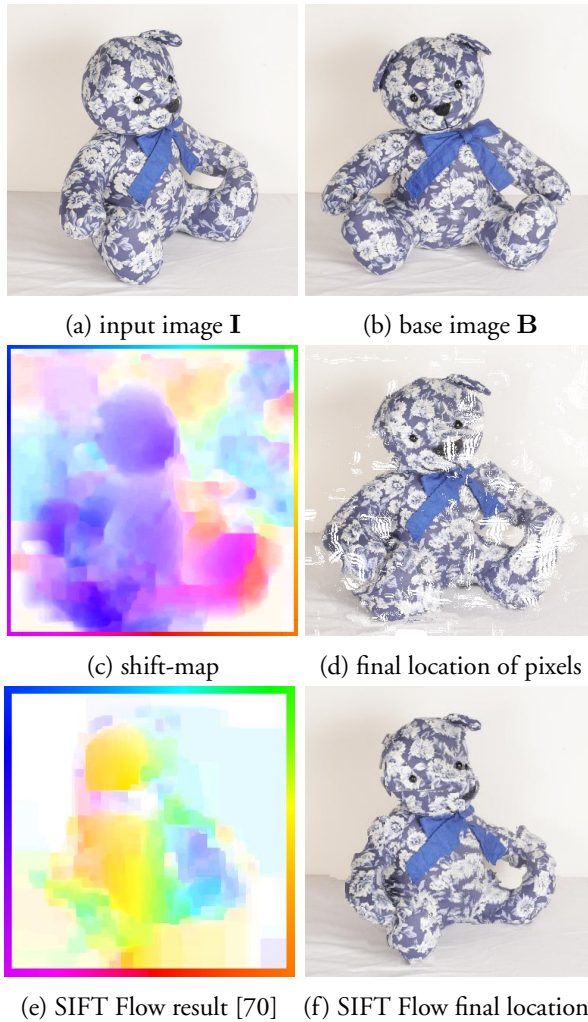 (a) input image I
(b) base image B
(c) shift-map
(d) final location of pixels
(e) SIFT Flow result [70]
(f) SIFT Flow final location